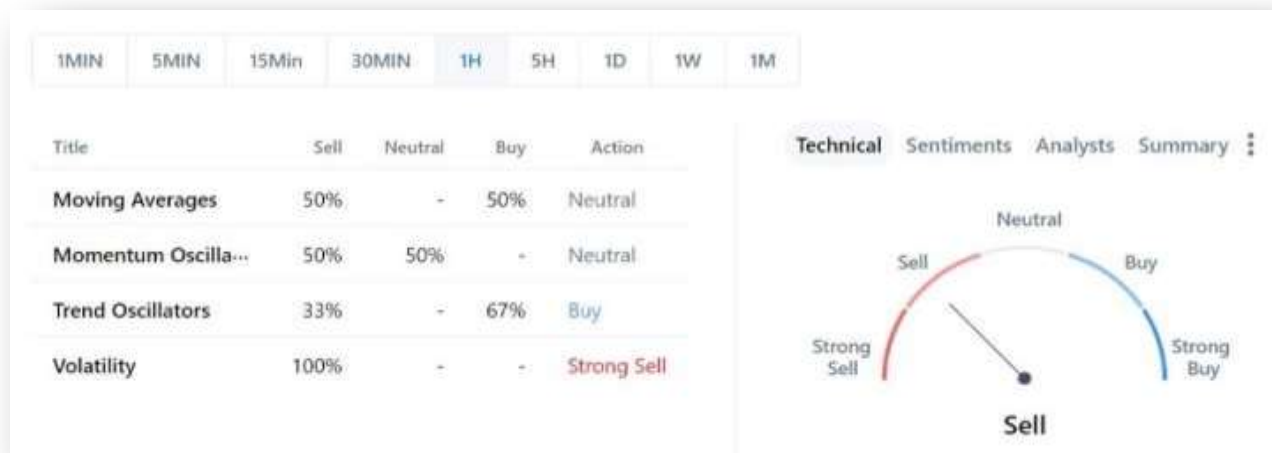 1MIN 5MIN 15Min 30MIN 1H 5H 1D 1W 1M
Title Sell Neutral Buy Action
Moving Averages 50% - 50% Neutral
Momentum Oscilla... 50% 50% - Neutral
Trend Oscillators 33% - 67% Buy
Volatility 100% - - Strong Sell
Technical Sentiments Analysts Summary
Neutral
Sell Buy
Strong Sell
Strong Buy
Sell